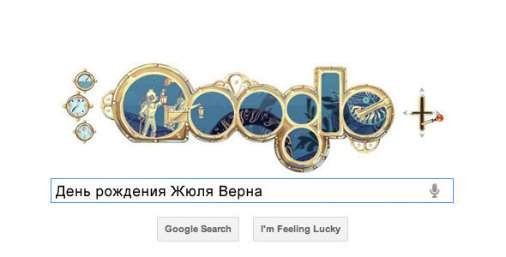 Google
День рождения Жюля Верна
Google Search
I'm Feeling Lucky